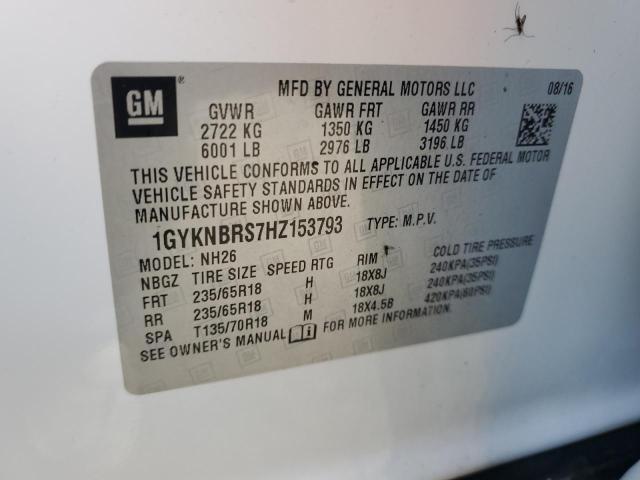 GM ®
MFD BY GENERAL MOTORS LLC 08/16
GVWR GAWR FRT GAWR RR
2722 KG 1350 KG 1450 KG
6001 LB 2976 LB 3196 LB
THIS VEHICLE CONFORMS TO ALL APPLICABLE U.S. FEDERAL MOTOR
VEHICLE SAFETY STANDARDS IN EFFECT ON THE DATE OF
MANUFACTURE SHOWN ABOVE.
1GYKNBRS7HZ153793 TYPE: M.P.V.
MODEL: NH26
NBGZ TIRE SIZE SPEED RTG RIM COLD TIRE PRESSURE
FRT 235/65R18 H 18X8J 240KPA(35PSI)
RR 235/65R18 H 18X8J 240KPA(35PSI)
SPA T135/70R18 M 18X4.5B 420KPA(60PSI)
SEE OWNER'S MANUAL FOR MORE INFORMATION.